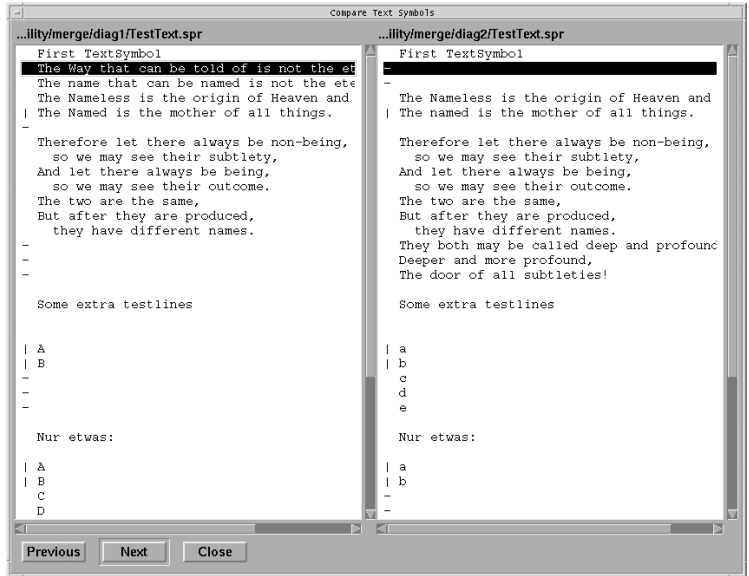 Compare Text Symbols
...ility/merge/diag1/TestText.spr
First TextSymbol
The Way that can be told of is not the et
The name that can be named is not the ete
The Nameless is the origin of Heaven and
| The Named is the mother of all things.
-
Therefore let there always be non-being,
so we may see their subtlety,
And let there always be being,
so we may see their outcome.
The two are the same,
But after they are produced,
they have different names.
-
-
-
Some extra testlines
| A
| B
-
-
-
Nur etwas:
| A
| B
C
D
...ility/merge/diag2/TestText.spr
First TextSymbol
-
-
The Nameless is the origin of Heaven and
| The named is the mother of all things.
Therefore let there always be non-being,
so we may see their subtlety,
And let there always be being,
so we may see their outcome.
The two are the same,
But after they are produced,
they have different names.
They both may be called deep and profound
Deeper and more profound,
The door of all subtleties!
Some extra testlines
| a
| b
c
d
e
Nur etwas:
| a
| b
-
-
Previous
Next
Close